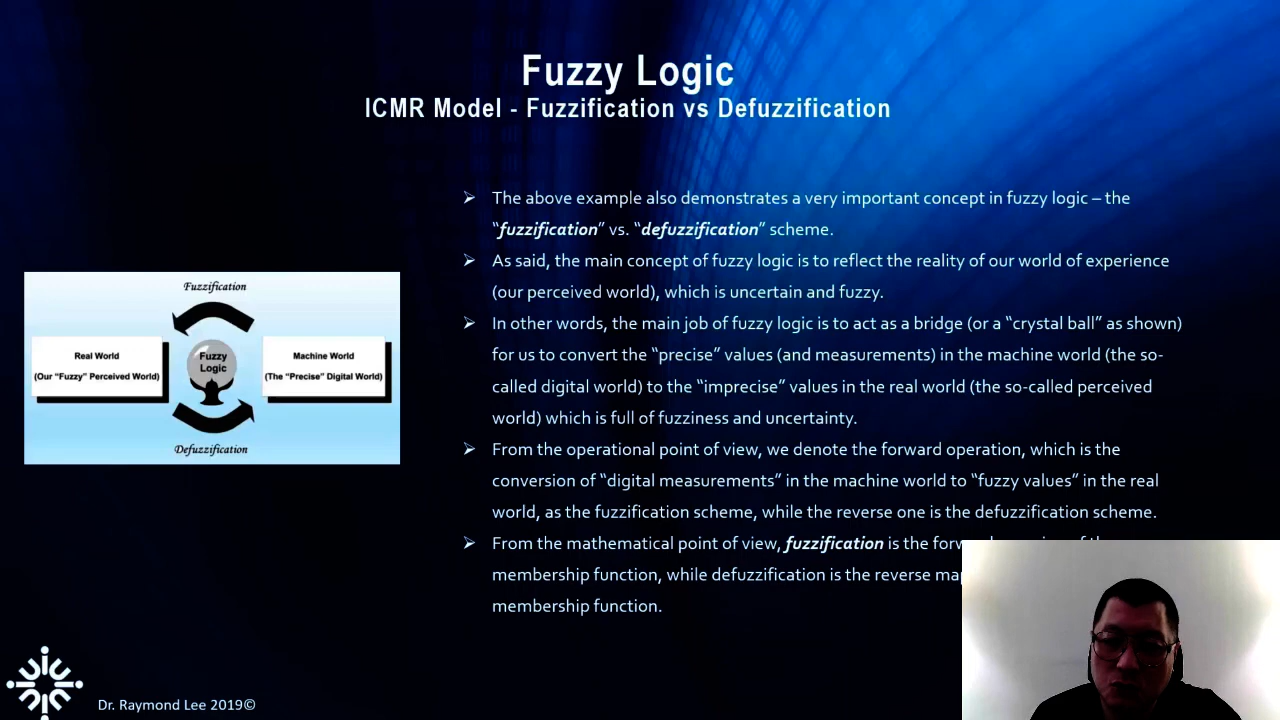 Fuzzy Logic
ICMR Model - Fuzzification vs Defuzzification
➢ The above example also demonstrates a very important concept in fuzzy logic – the
“fuzzification” vs. “defuzzification” scheme.
➢ As said, the main concept of fuzzy logic is to reflect the reality of our world of experience
(our perceived world), which is uncertain and fuzzy.
➢ In other words, the main job of fuzzy logic is to act as a bridge (or a “crystal ball” as shown)
for us to convert the “precise” values (and measurements) in the machine world (the so-
called digital world) to the “imprecise” values in the real world (the so-called perceived
world) which is full of fuzziness and uncertainty.
➢ From the operational point of view, we denote the forward operation, which is the
conversion of “digital measurements” in the machine world to “fuzzy values” in the real
world, as the fuzzification scheme, while the reverse one is the defuzzification scheme.
➢ From the mathematical point of view, fuzzification is the
membership function, while defuzzification is the reverse
membership function.
Fuzzification
Real World
(Our “Fuzzy” Perceived World)
Fuzzy
Logic
Machine World
(The “Precise” Digital World)
Defuzzification
Dr. Raymond Lee 2019©